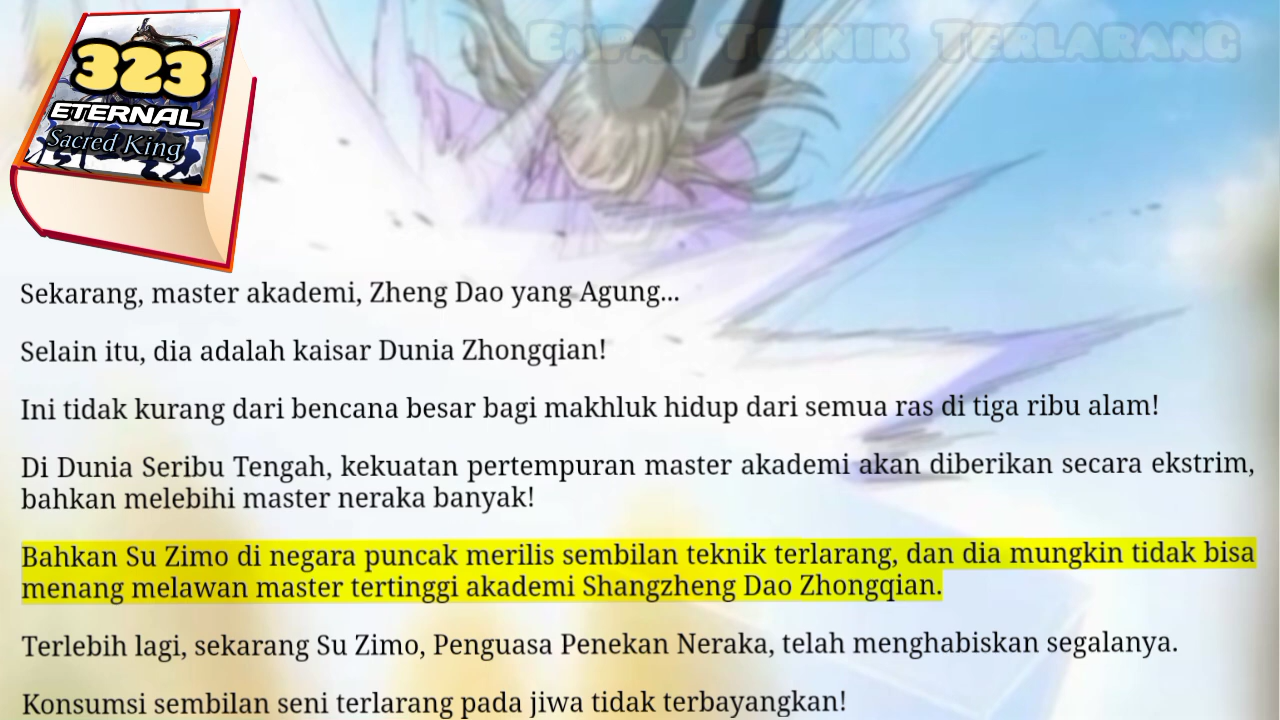 EMPAT TEKNIK TERLARANG
323
ETERNAL
Sacred King
Sekarang, master akademi, Zheng Dao yang Agung...
Selain itu, dia adalah kaisar Dunia Zhongqian!
Ini tidak kurang dari bencana besar bagi makhluk hidup dari semua ras di tiga ribu alam!
Di Dunia Seribu Tengah, kekuatan pertempuran master akademi akan diberikan secara ekstrim,
bahkan melebihi master neraka banyak!
Bahkan Su Zimo di negara puncak merilis sembilan teknik terlarang, dan dia mungkin tidak bisa
menang melawan master tertinggi akademi Shangzheng Dao Zhongqian.
Terlebih lagi, sekarang Su Zimo, Penguasa Penekan Neraka, telah menghabiskan segalanya.
Konsumsi sembilan seni terlarang pada jiwa tidak terbayangkan!